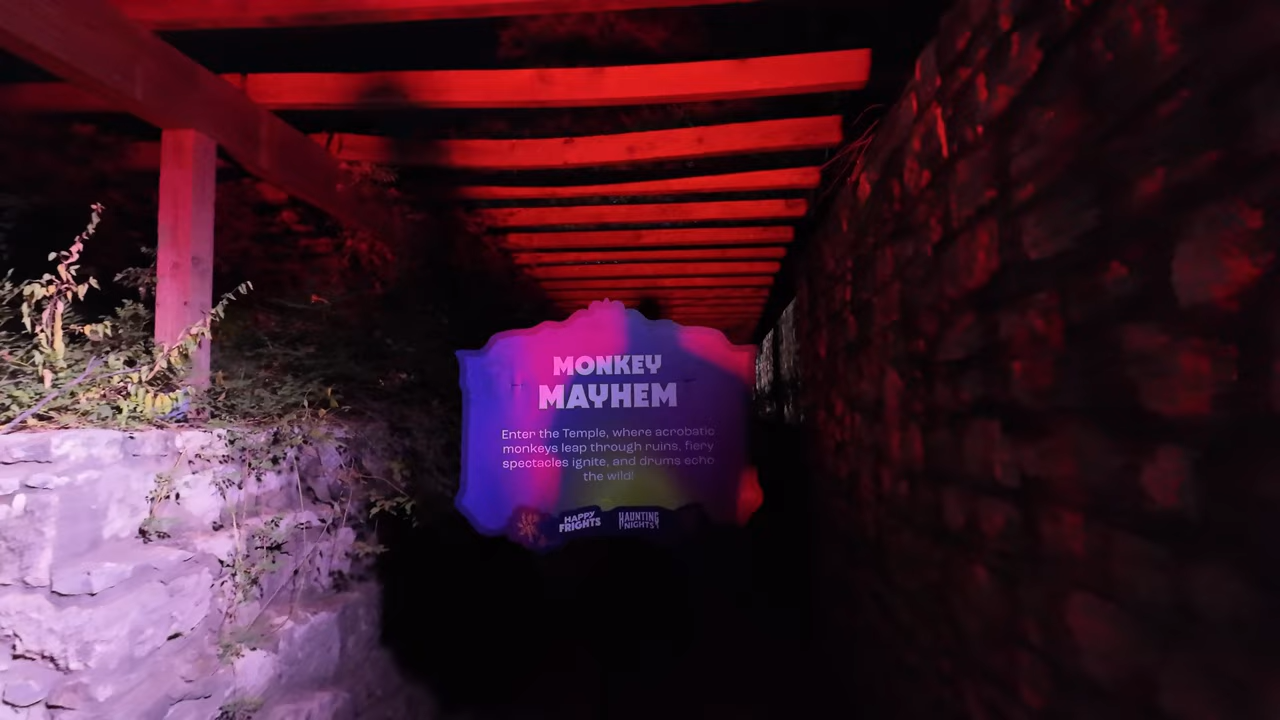 MONKEY
MAYHEM
Enter the Temple, where acrobatic
monkeys leap through ruins, fiery
spectacles ignite, and drums echo
the wild!
HAPPY
FRIGHTS
HAUNTING
NIGHTS